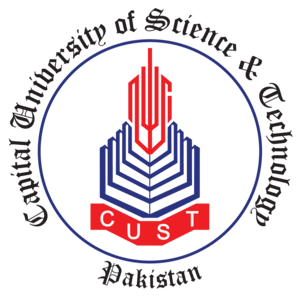 Capital University of Science & Technology
CUST
Pakistan